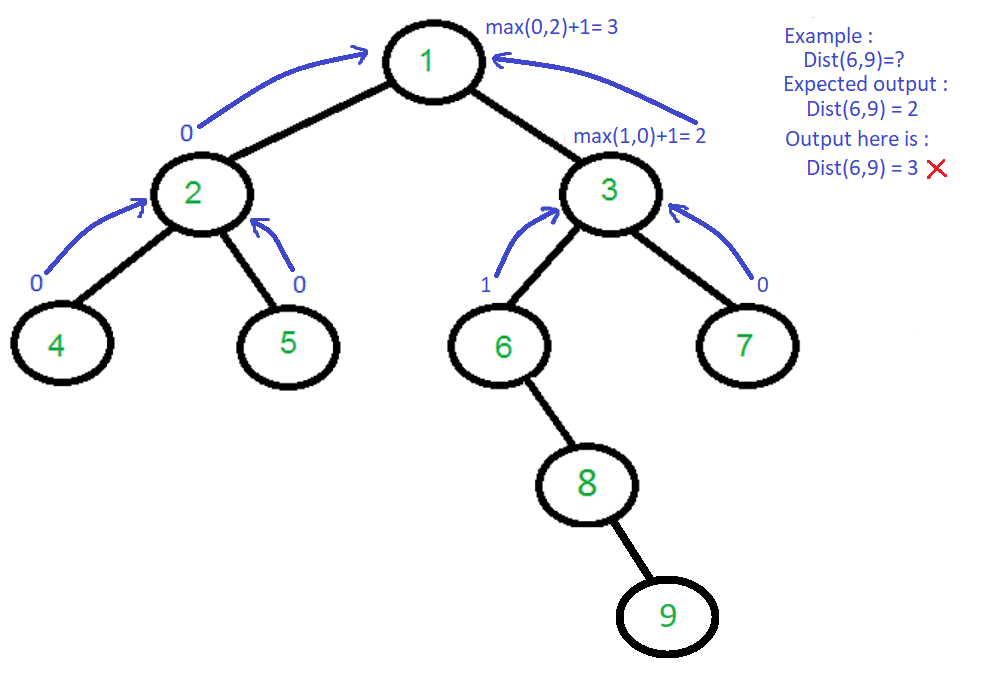 max(0,2)+1= 3
Example :
Dist(6,9)=?
Expected output :
Dist(6,9) = 2
Output here is :
Dist(6,9) = 3
1
0
max(1,0)+1= 2
2
3
0
0
1
0
4
5
6
7
8
9